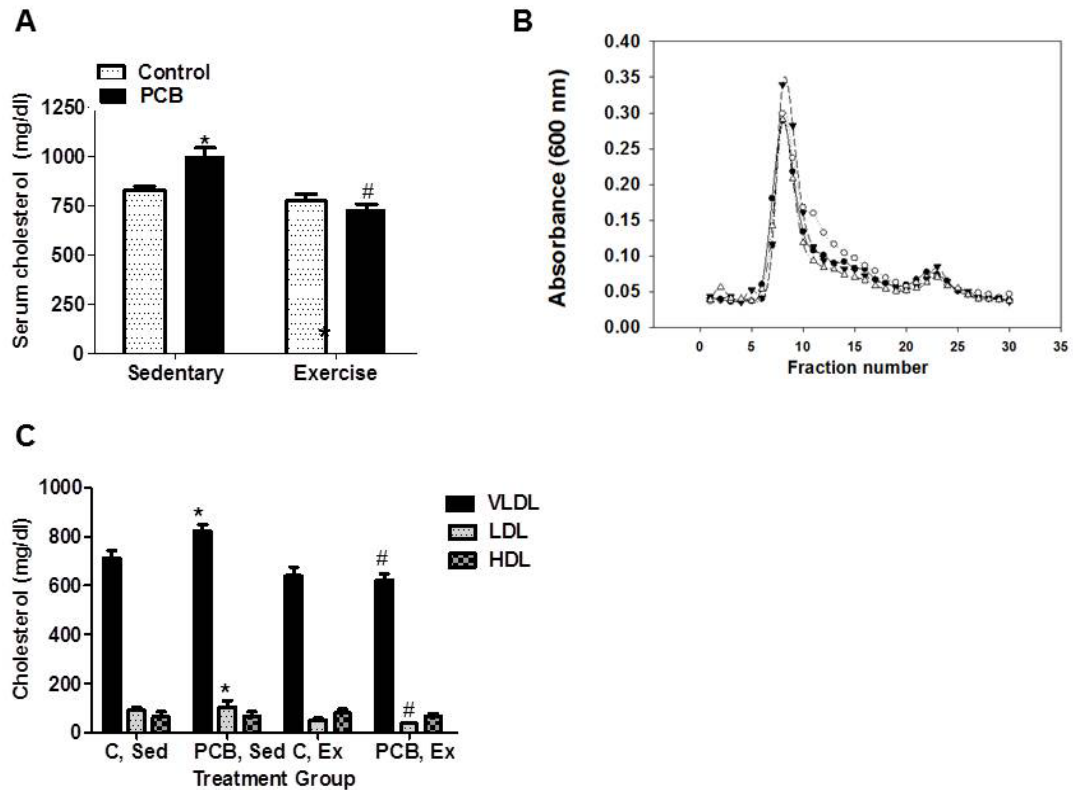 A
Control
PCB
Serum cholesterol (mg/dl)
1250
1000
750
500
250
0
*
#
*
Sedentary Exercise
B
Absorbance (600 nm)
0.40
0.35
0.30
0.25
0.20
0.15
0.10
0.05
0.00
0 5 10 15 20 25 30 35
Fraction number
C
Cholesterol (mg/dl)
1000
800
600
400
200
0
*
*
#
#
VLDL
LDL
HDL
C, Sed PCB, Sed C, Ex PCB, Ex
Treatment Group